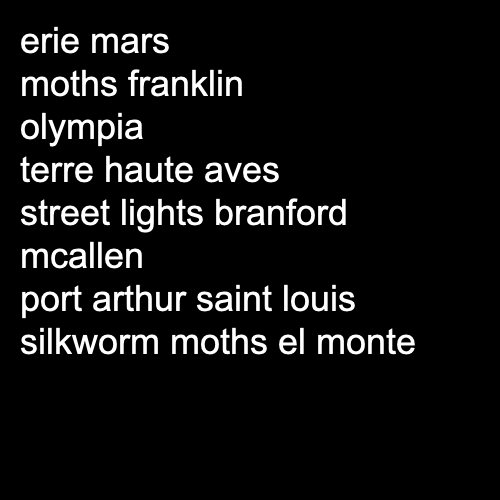 erie mars
moths franklin
olympia
terre haute aves
street lights branford
mcallen
port arthur saint louis
silkworm moths el monte